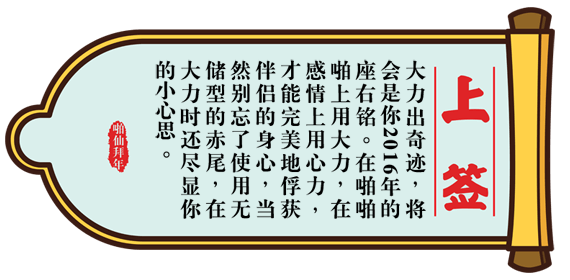 上签
大力出奇迹，将
会是你2016年的
座右铭。在啪啪
啪上用大力，在
感情上用心力，
才能完美地俘获
伴侣的身心，当
然别忘了使用无
储型的赤尾，在
大力时还尽显你
的小心思。
啪仙拜年